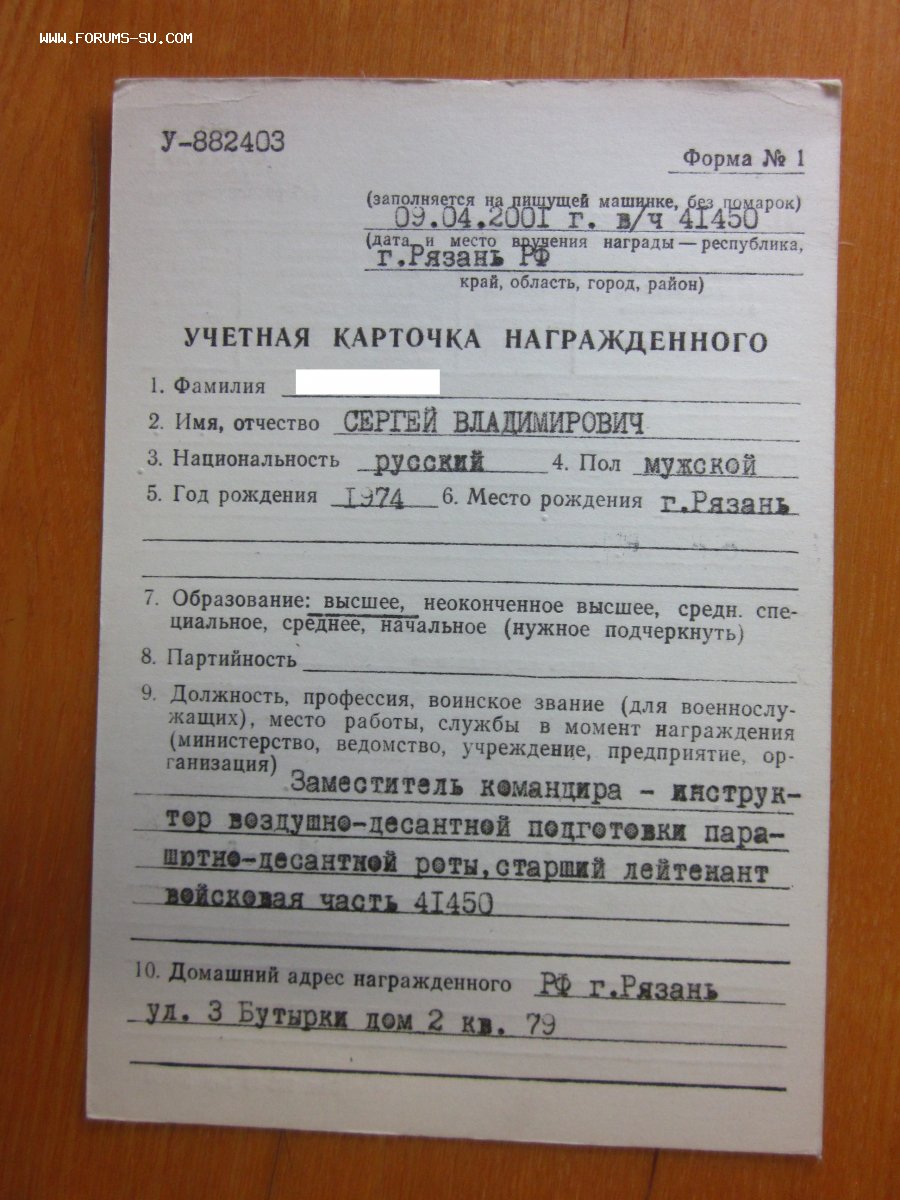 WWW.FORUMS-SU.COM
У-882403
Форма № 1
(заполняется на пишущей машинке, без помарок)
09.04.2001 г. в/ч 41450
(дата и место вручения награды — республика,
г.Рязань РФ
край, область, город, район)
УЧЕТНАЯ КАРТОЧКА НАГРАЖДЕННОГО
1. Фамилия
2. Имя, отчество СЕРГЕЙ ВЛАДИМИРОВИЧ
3. Национальность русский 4. Пол мужской
5. Год рождения 1974 6. Место рождения г.Рязань
7. Образование: высшее, неоконченное высшее, средн. спе-
циальное, среднее, начальное (нужное подчеркнуть)
8. Партийность
9. Должность, профессия, воинское звание (для военнослу-
жащих), место работы, службы в момент награждения
(министерство, ведомство, учреждение, предприятие, ор-
ганизация)
Заместитель командира - инструк-
тор воздушно-десантной подготовки пара-
шютно-десантной роты,старший лейтенант
войсковая часть 41450
10. Домашний адрес награжденного РФ г.Рязань
ул. 3 Бутырки дом 2 кв. 79